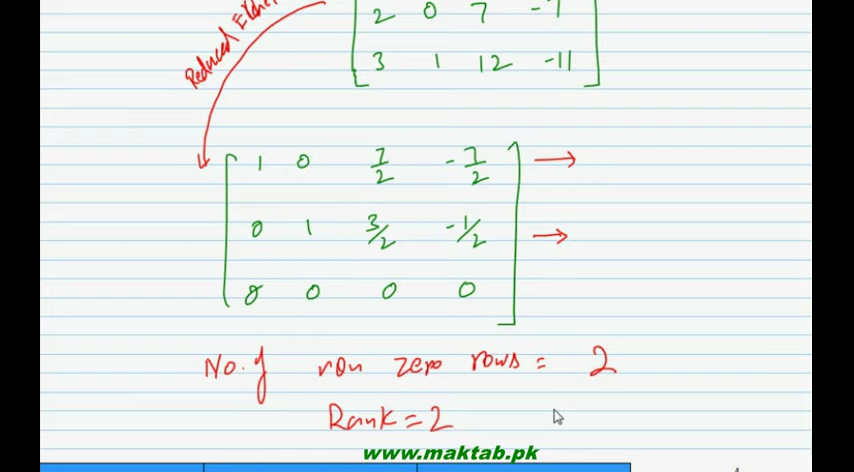 2 0 7 -7
Reduced
3 1 12 -11
1 0 7/2 -7/2
0 1 3/2 -1/2
0 0 0 0
No. of non zero rows = 2
Rank = 2
www.maktab.pk